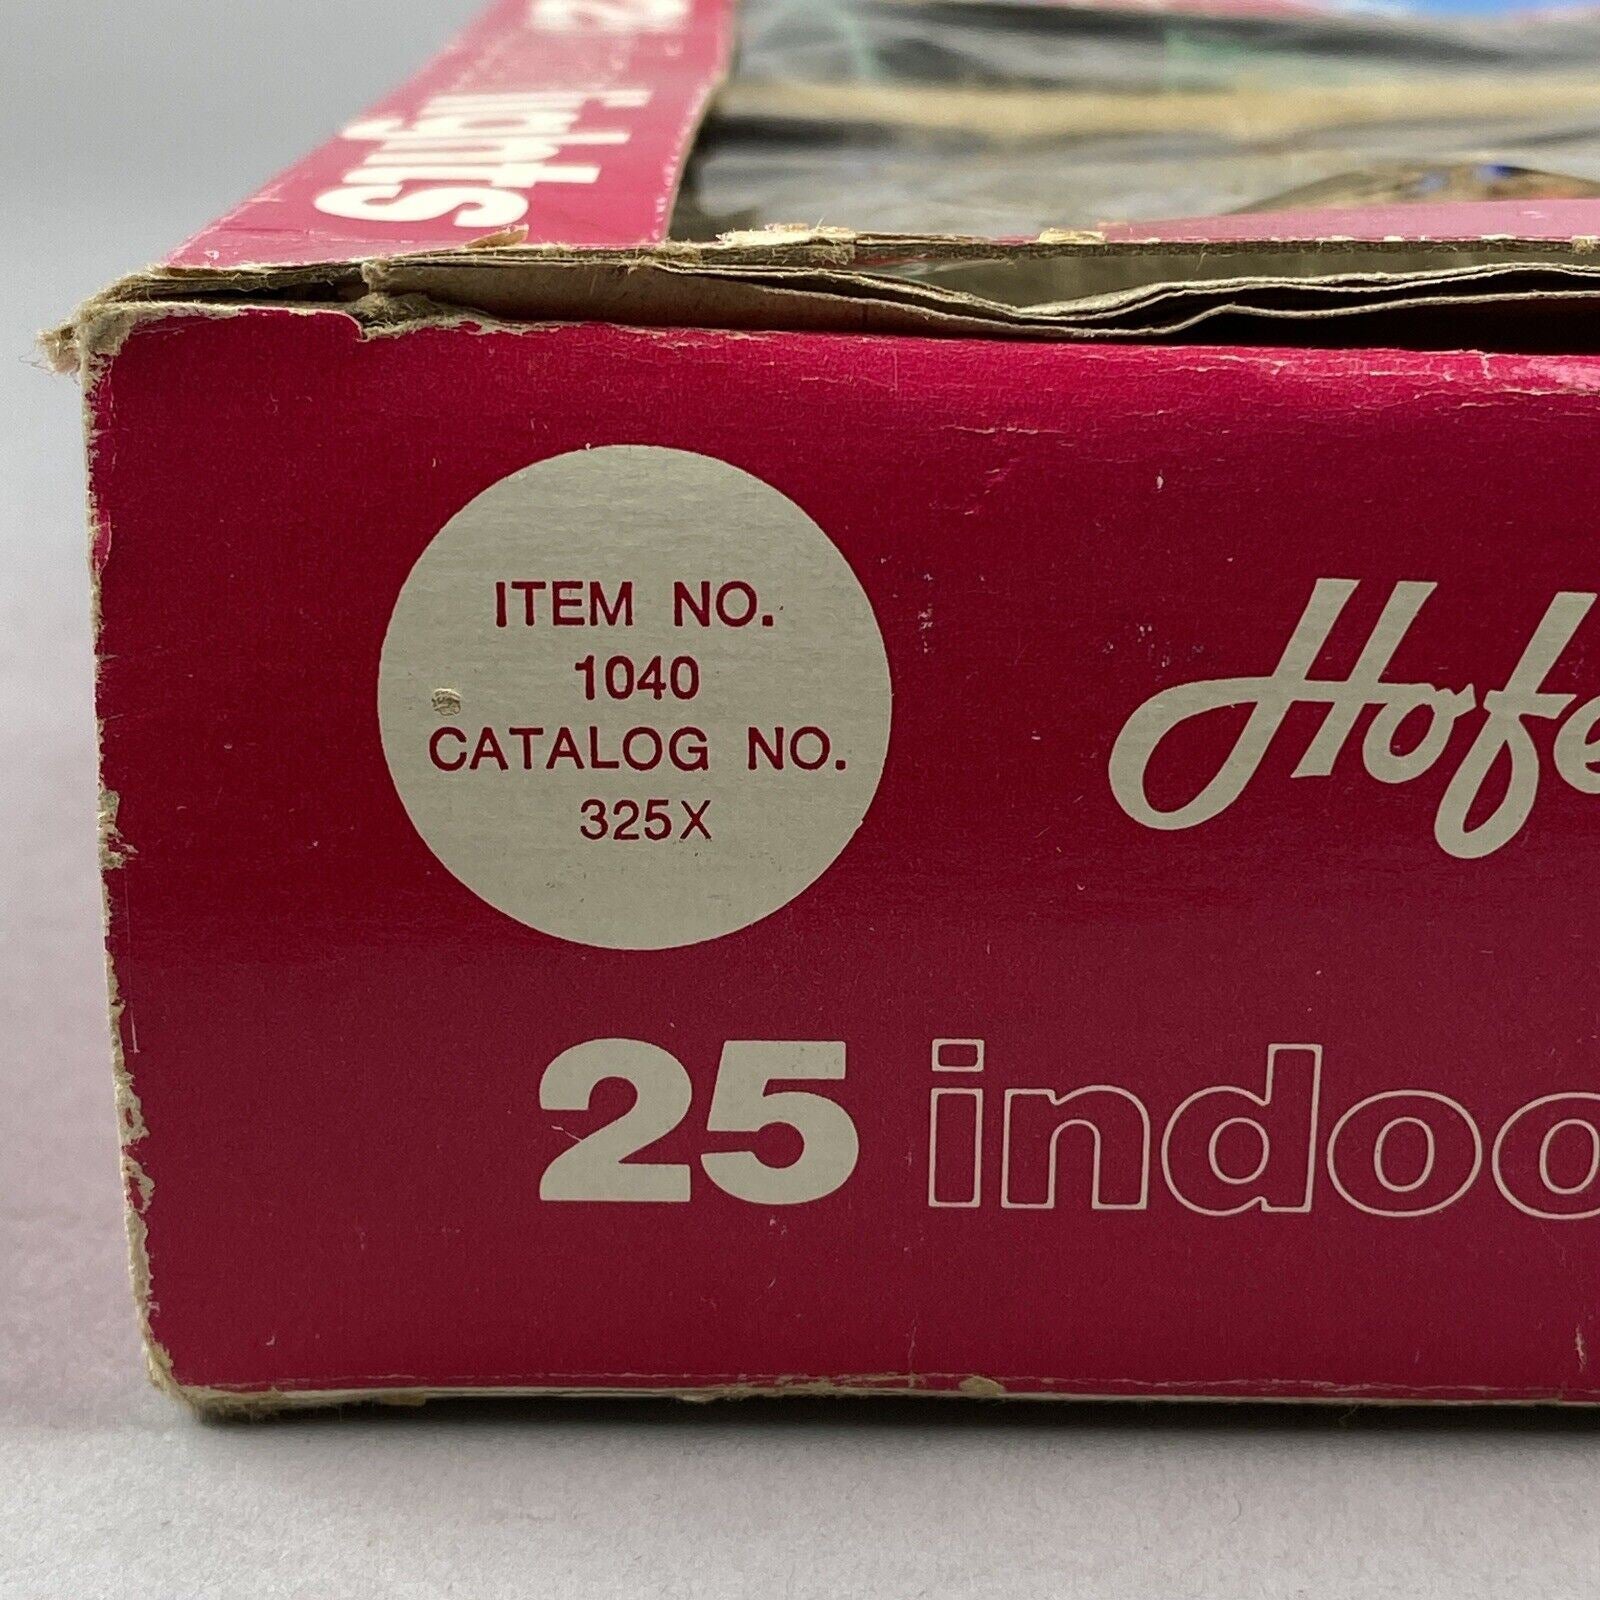 Lights
ITEM NO.
1040
CATALOG NO.
325X
Hofe
25 indoo